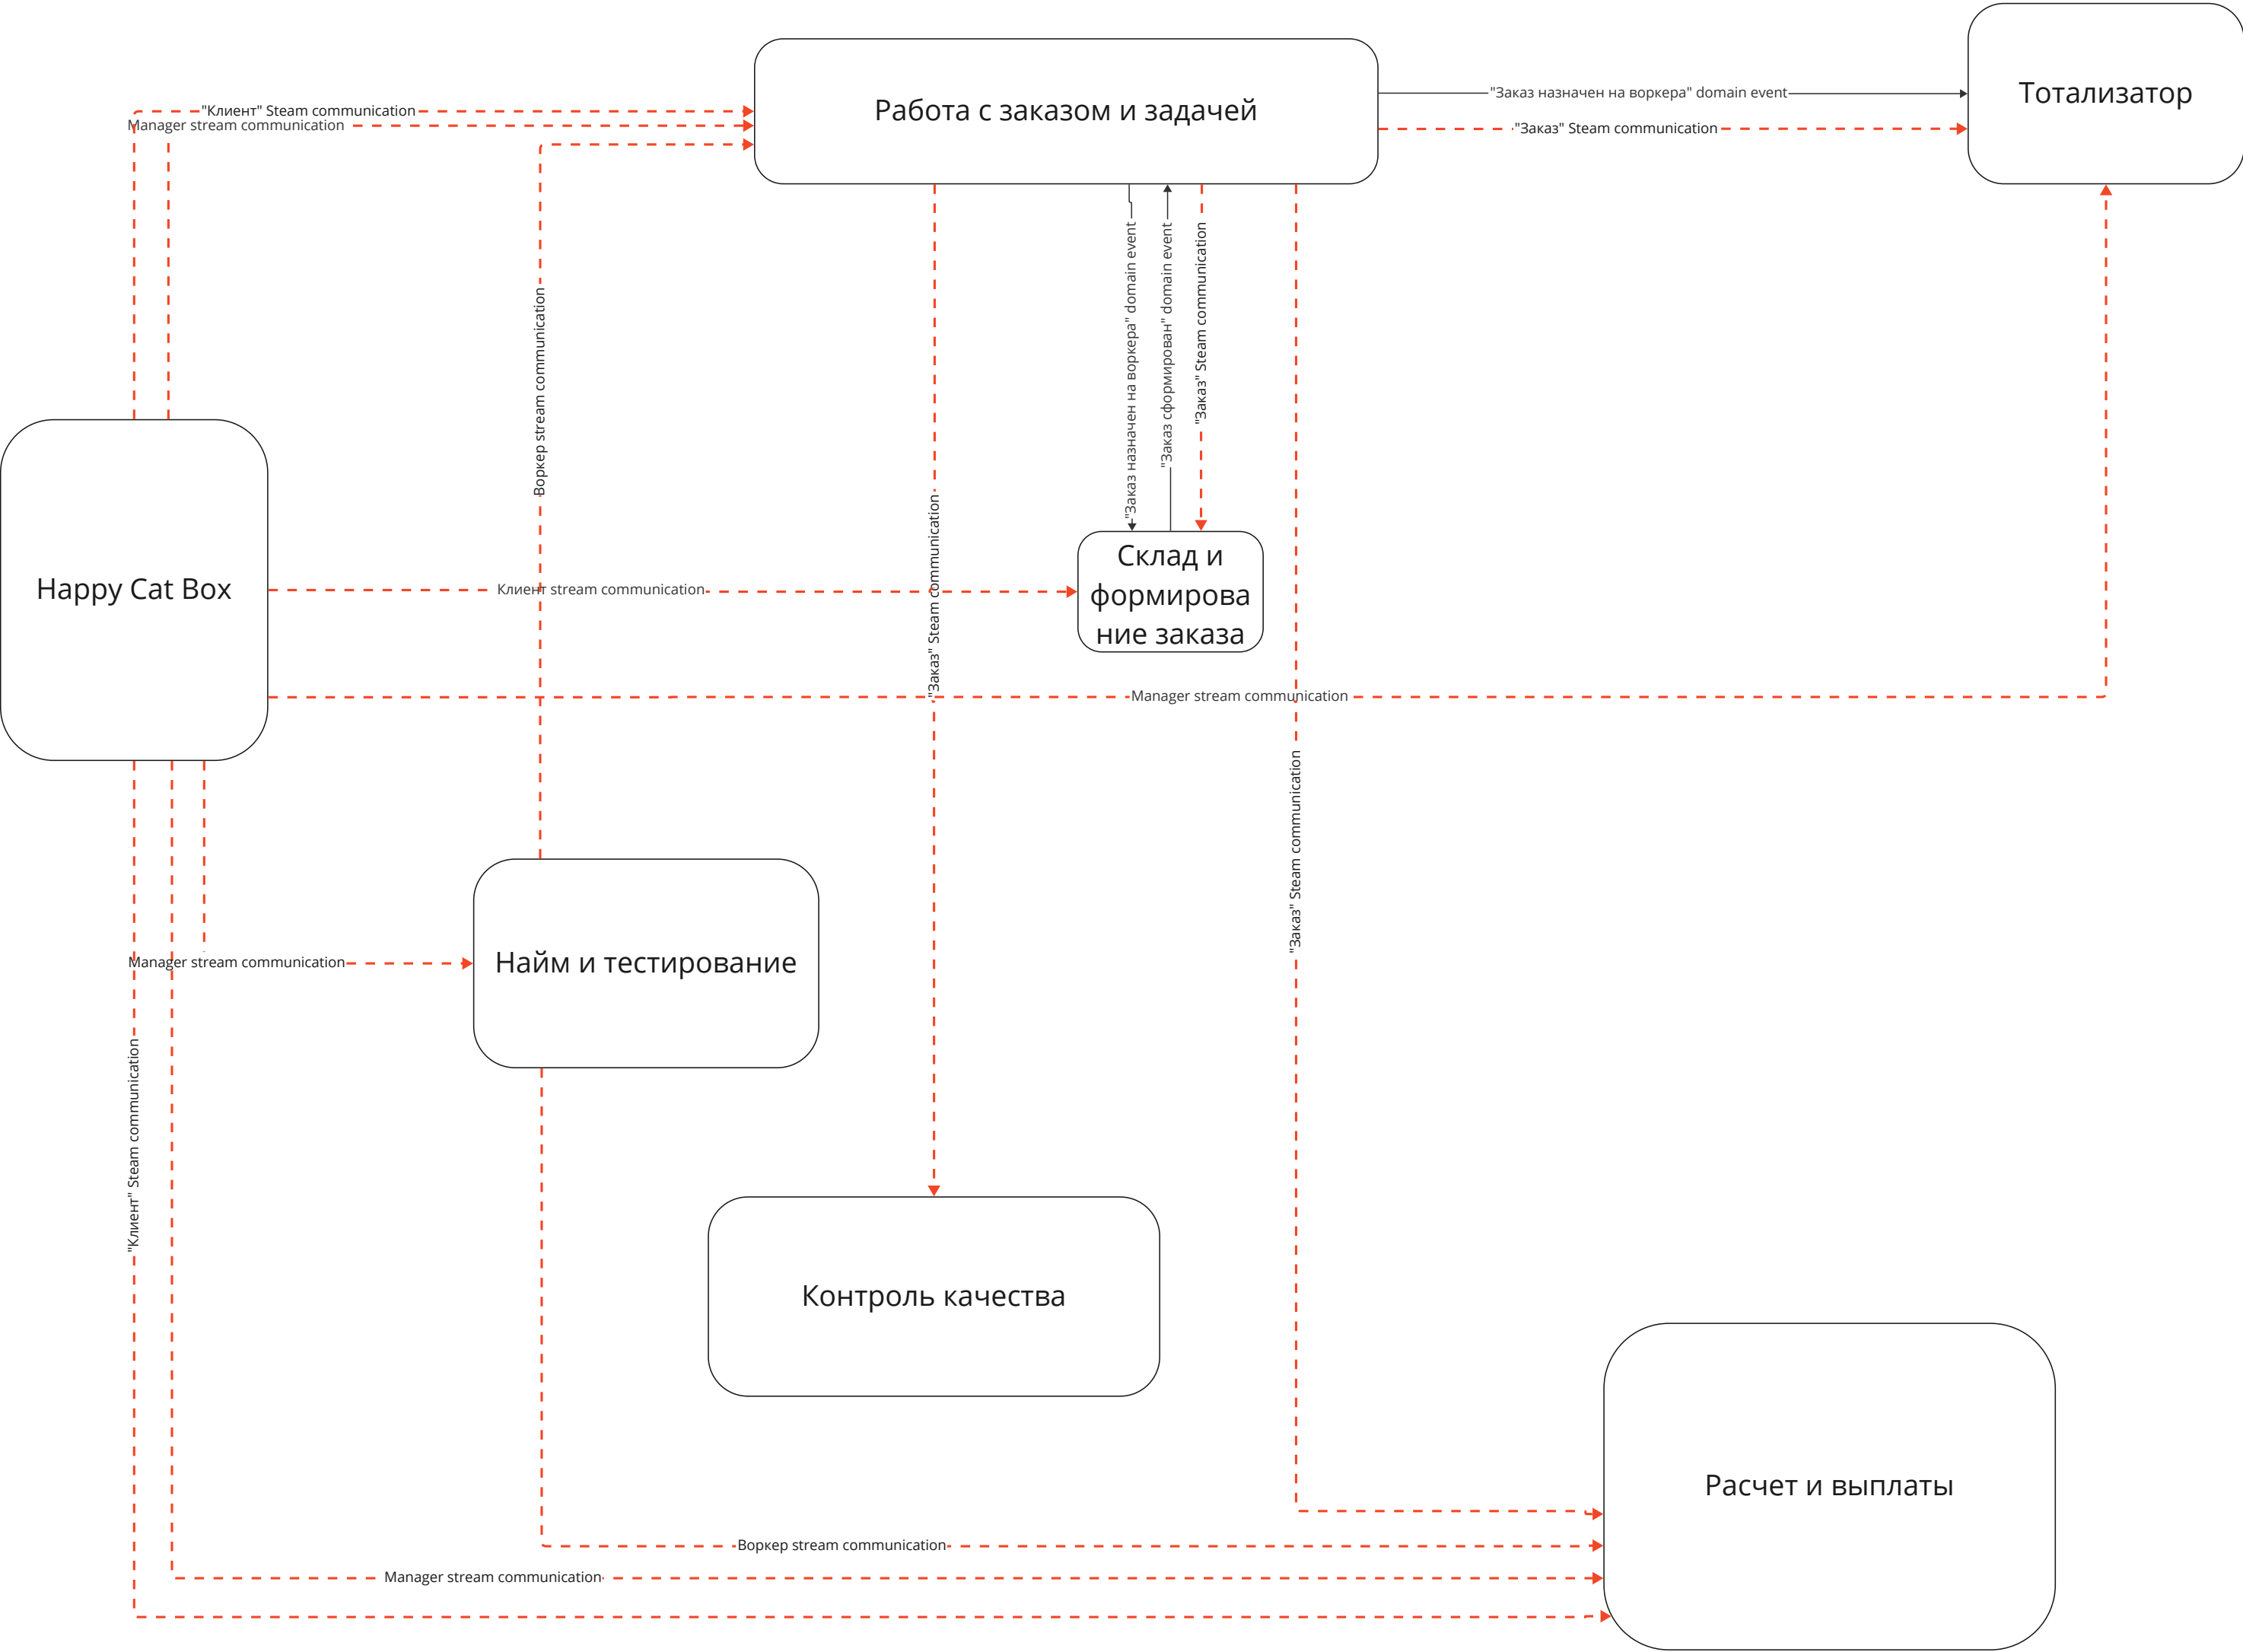 Тотализатор
"Заказ назначен на воркера" domain event
Работа с заказом и задачей
"Клиент" Steam communication
Manager stream communication
"Заказ" Steam communication
Воркер stream communication
"Заказ назначен на воркера" domain event
"Заказ сформирован" domain event
"Заказ" Steam communication
"Заказ" Steam communication
Happy Cat Box
Клиент stream communication
Склад и
формирова
ние заказа
Manager stream communication
"Заказ" Steam communication
Manager stream communication
Найм и тестирование
"Клиент" Steam communication
Контроль качества
Расчет и выплаты
Воркер stream communication
Manager stream communication